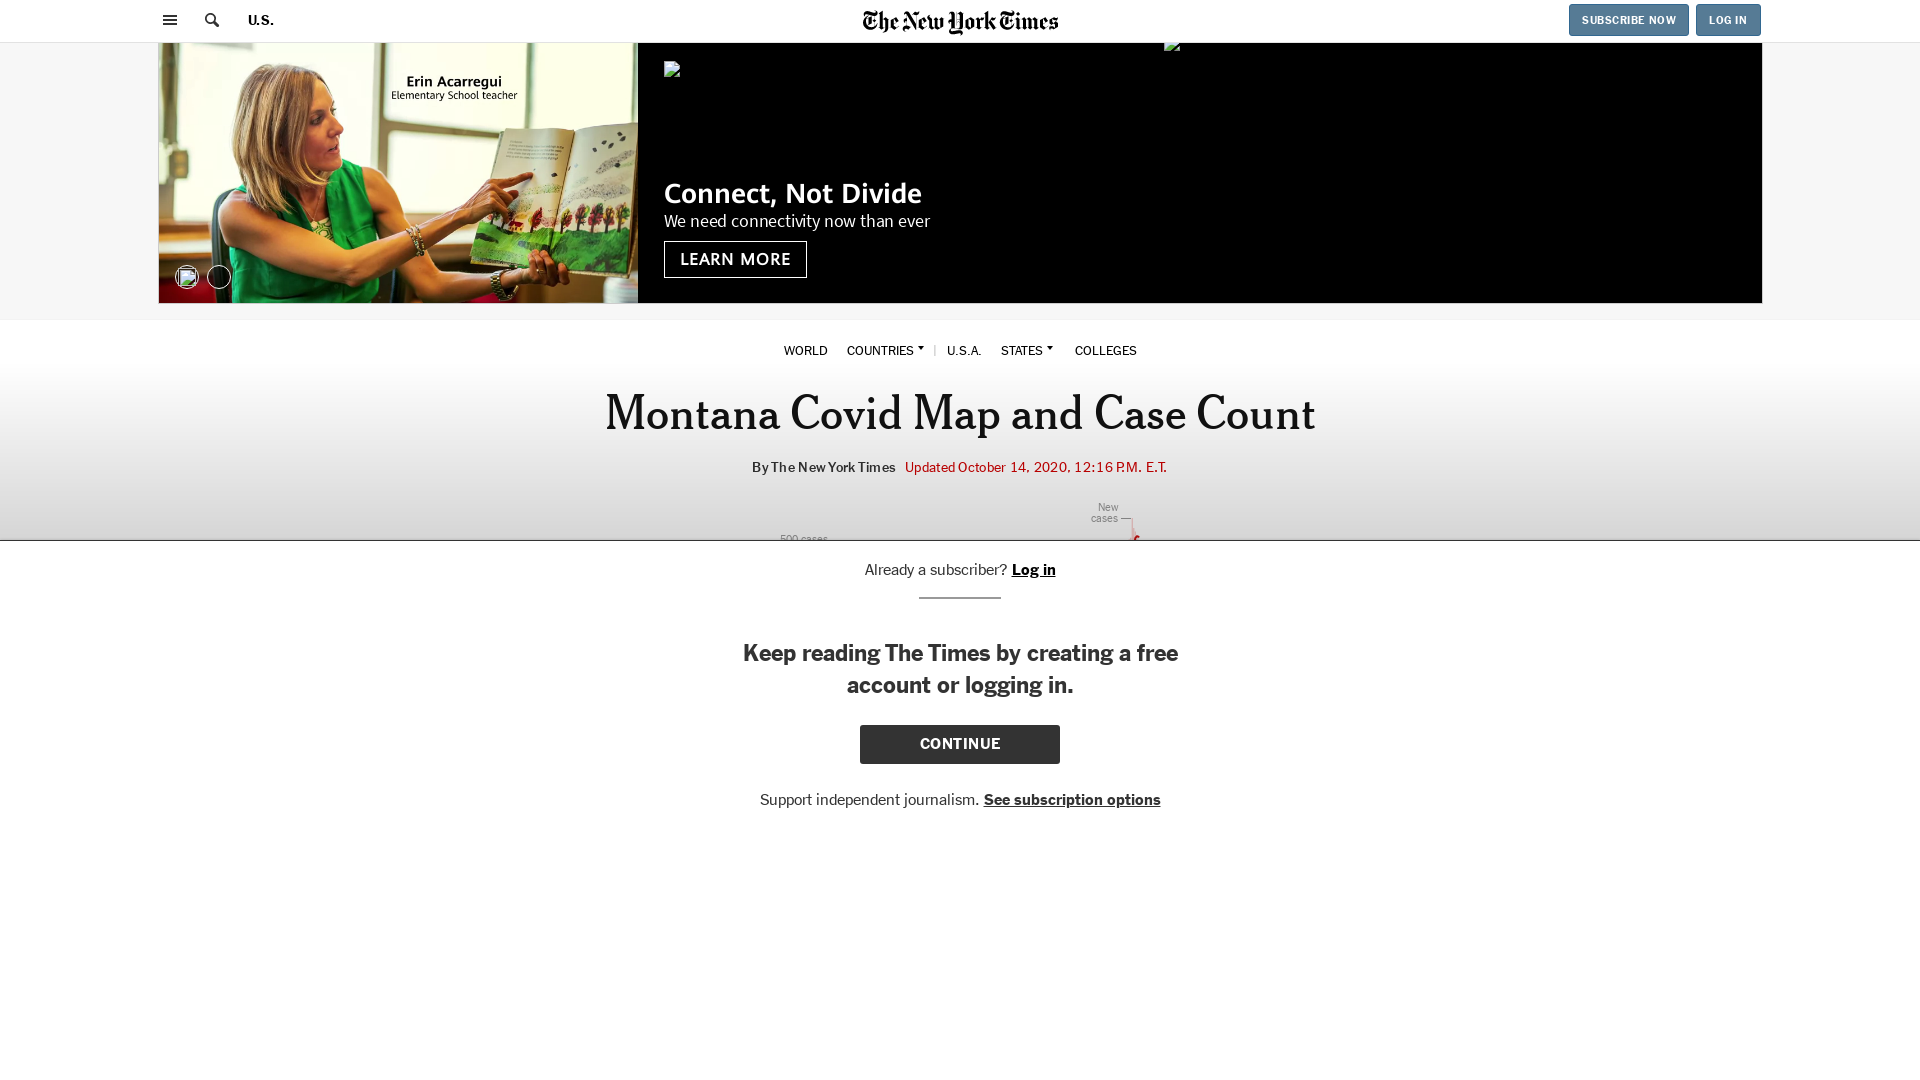 U.S.
The New York Times
SUBSCRIBE NOW
LOG IN
Erin Acarregui
Elementary School teacher
Connect, Not Divide
We need connectivity now than ever
LEARN MORE
WORLD COUNTRIES U.S.A. STATES COLLEGES
Montana Covid Map and Case Count
By The New York Times Updated October 14, 2020, 12:16 P.M. E.T.
New
cases
500 cases
Already a subscriber? Log in
Keep reading The Times by creating a free
account or logging in.
CONTINUE
Support independent journalism. See subscription options